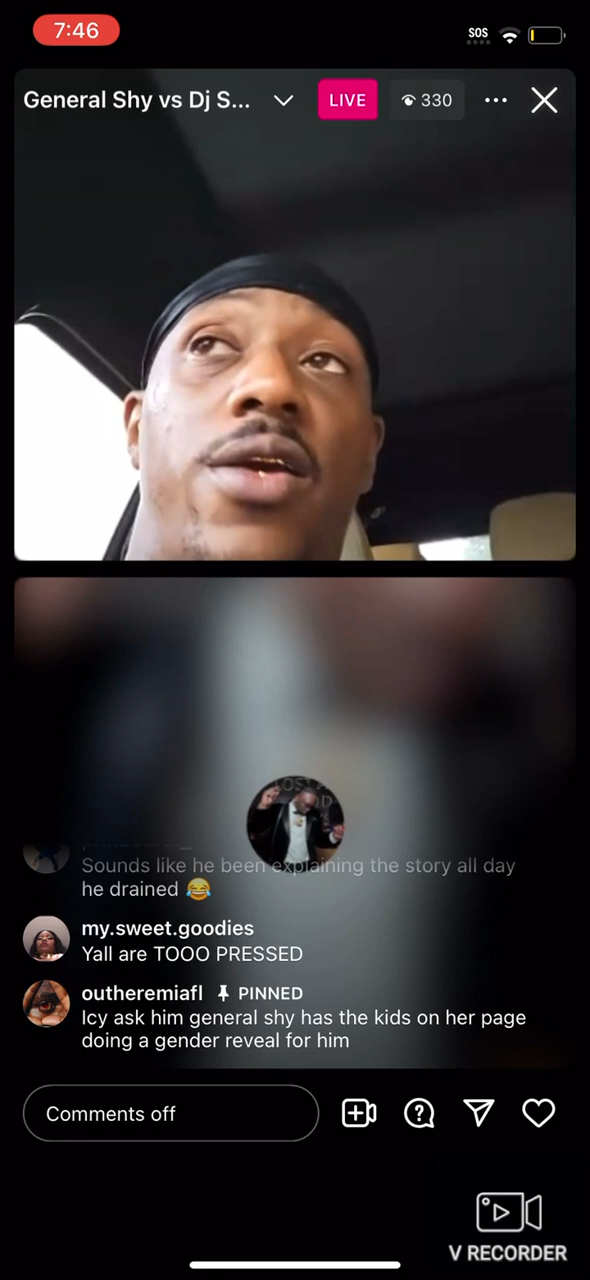 7:46
SOS
General Shy vs Dj S...
LIVE
330
Sounds like he been explaining the story all day
he drained 😂
my.sweet.goodies
Yall are TOOO PRESSED
outheremiafl PINNED
Icy ask him general shy has the kids on her page
doing a gender reveal for him
Comments off
V RECORDER